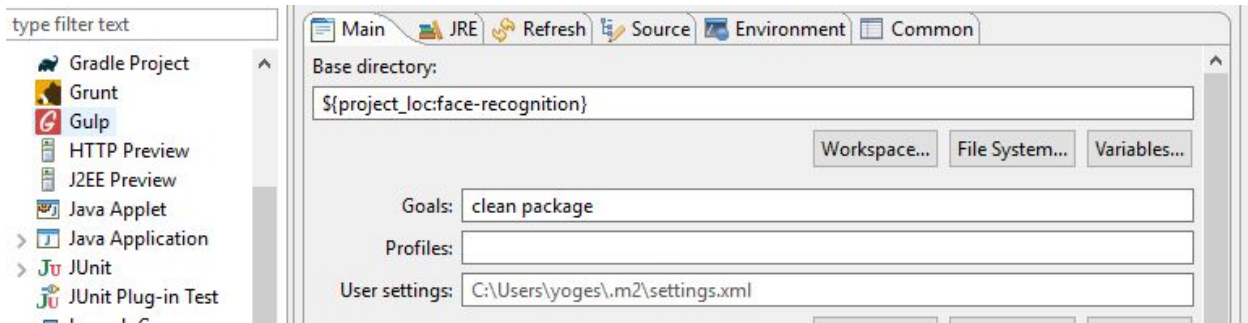 type filter text
Gradle Project
Grunt
Gulp
HTTP Preview
J2EE Preview
Java Applet
Java Application
JUnit
JUnit Plug-in Test
Main JRE Refresh Source Environment Common
Base directory:
${project_loc:face-recognition}
Workspace... File System... Variables...
Goals: clean package
Profiles:
User settings: C:\Users\yoges\.m2\settings.xml